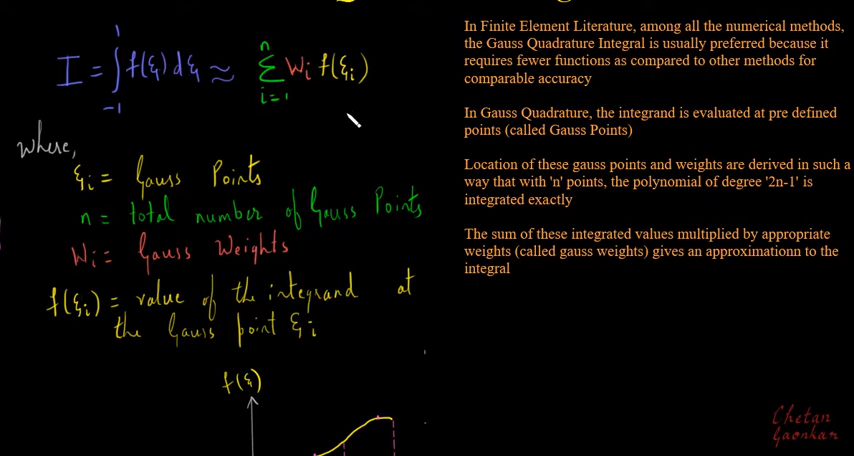 I = ∫₋₁¹ f(ξ) dξ ≈ Σᵢ₌₁ⁿ Wᵢ f(ξᵢ)
where,
ξᵢ = Gauss Points
n = total number of Gauss Points
Wᵢ = Gauss Weights
f(ξᵢ) = value of the integrand at
the Gauss point ξᵢ
f(ξ)
In Finite Element Literature, among all the numerical methods,
the Gauss Quadrature Integral is usually preferred because it
requires fewer functions as compared to other methods for
comparable accuracy
In Gauss Quadrature, the integrand is evaluated at pre defined
points (called Gauss Points)
Location of these gauss points and weights are derived in such a
way that with 'n' points, the polynomial of degree '2n-1' is
integrated exactly
The sum of these integrated values multiplied by appropriate
weights (called gauss weights) gives an approximationn to the
integral
Chetan
Gaonkar